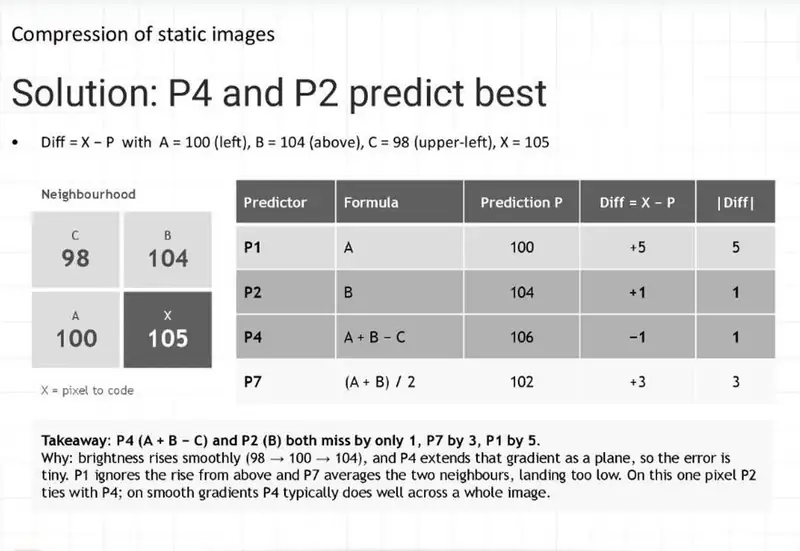 Compression of static images
Solution: P4 and P2 predict best
• Diff = X – P with A = 100 (left), B = 104 (above), C = 98 (upper-left), X = 105
Neighbourhood
C B
98 104
A X
100 105
X = pixel to code
Predictor Formula Prediction P Diff = X – P |Diff|
P1 A 100 +5 5
P2 B 104 +1 1
P4 A + B – C 106 −1 1
P7 (A + B) / 2 102 +3 3
Takeaway: P4 (A + B − C) and P2 (B) both miss by only 1, P7 by 3, P1 by 5.
Why: brightness rises smoothly (98 → 100 → 104), and P4 extends that gradient as a plane, so the error is
tiny. P1 ignores the rise from above and P7 averages the two neighbours, landing too low. On this one pixel P2
ties with P4; on smooth gradients P4 typically does well across a whole image.